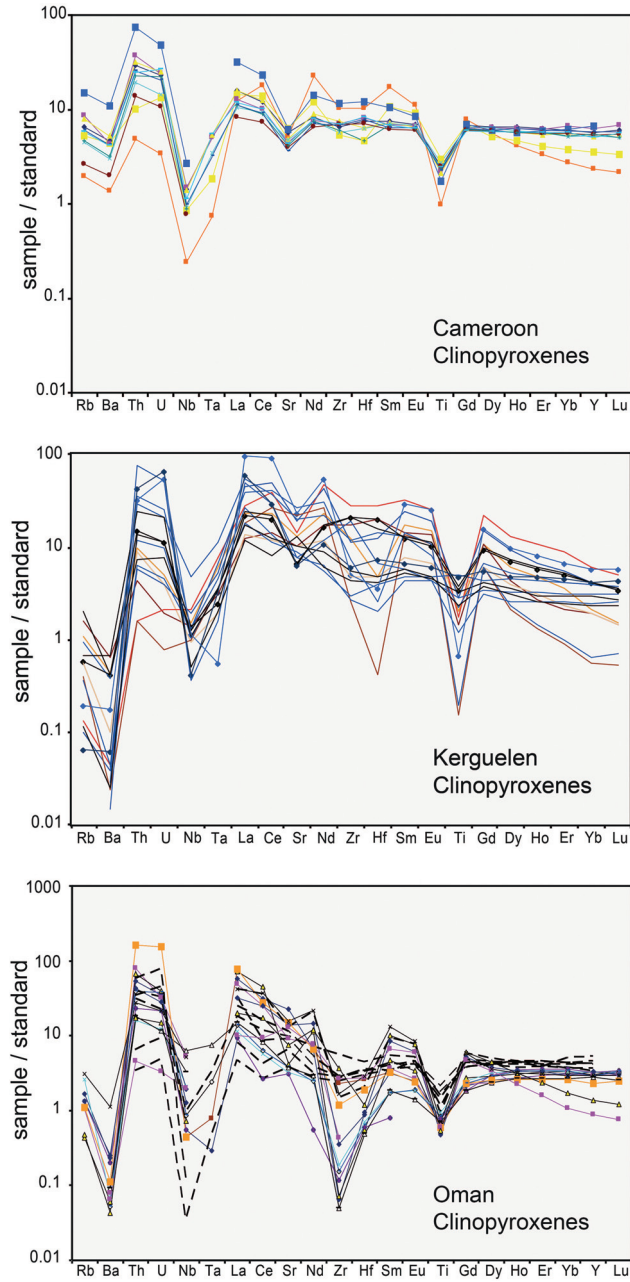 100
10
1.
0.1
0.01
sample / standard
Cameroon
Clinopyroxenes
Rb Ba Th U Nb Ta La Ce Sr Nd Zr Hf Sm Eu Ti Gd Dy Ho Er Yb Y Lu
100
10
1
0.1
0.01
sample / standard
Kerguelen
Clinopyroxenes
Rb Ba Th U Nb Ta La Ce Sr Nd Zr Hf Sm Eu Ti Gd Dy Ho Er Yb Lu
1000
100
10
1
0.1
0.01
sample / standard
Oman
Clinopyroxenes
Rb Ba Th U Nb Ta La Ce Sr Nd Zr Hf Sm Eu Ti Gd Dy Ho Er Yb Y Lu